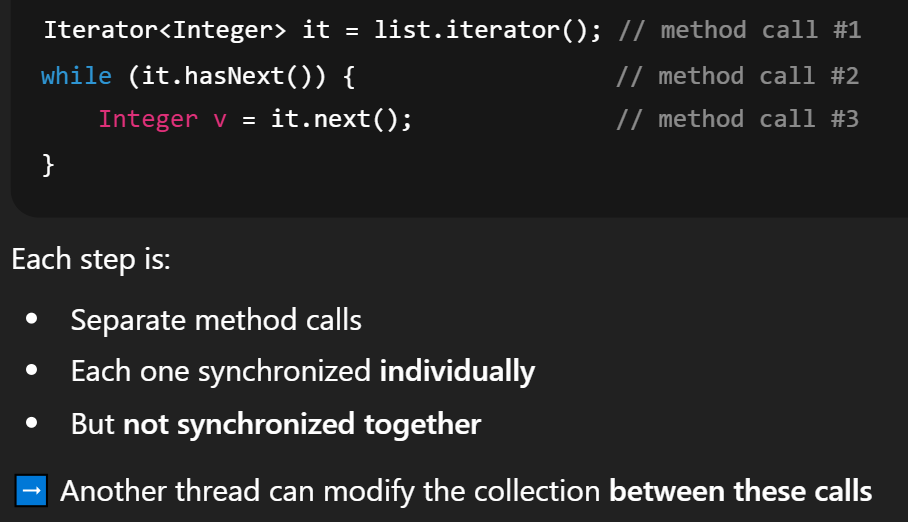 Iterator<Integer> it = list.iterator(); // method call #1
while (it.hasNext()) {                  // method call #2
    Integer v = it.next();              // method call #3
}
Each step is:
• Separate method calls
• Each one synchronized individually
• But not synchronized together
➡ Another thread can modify the collection between these calls